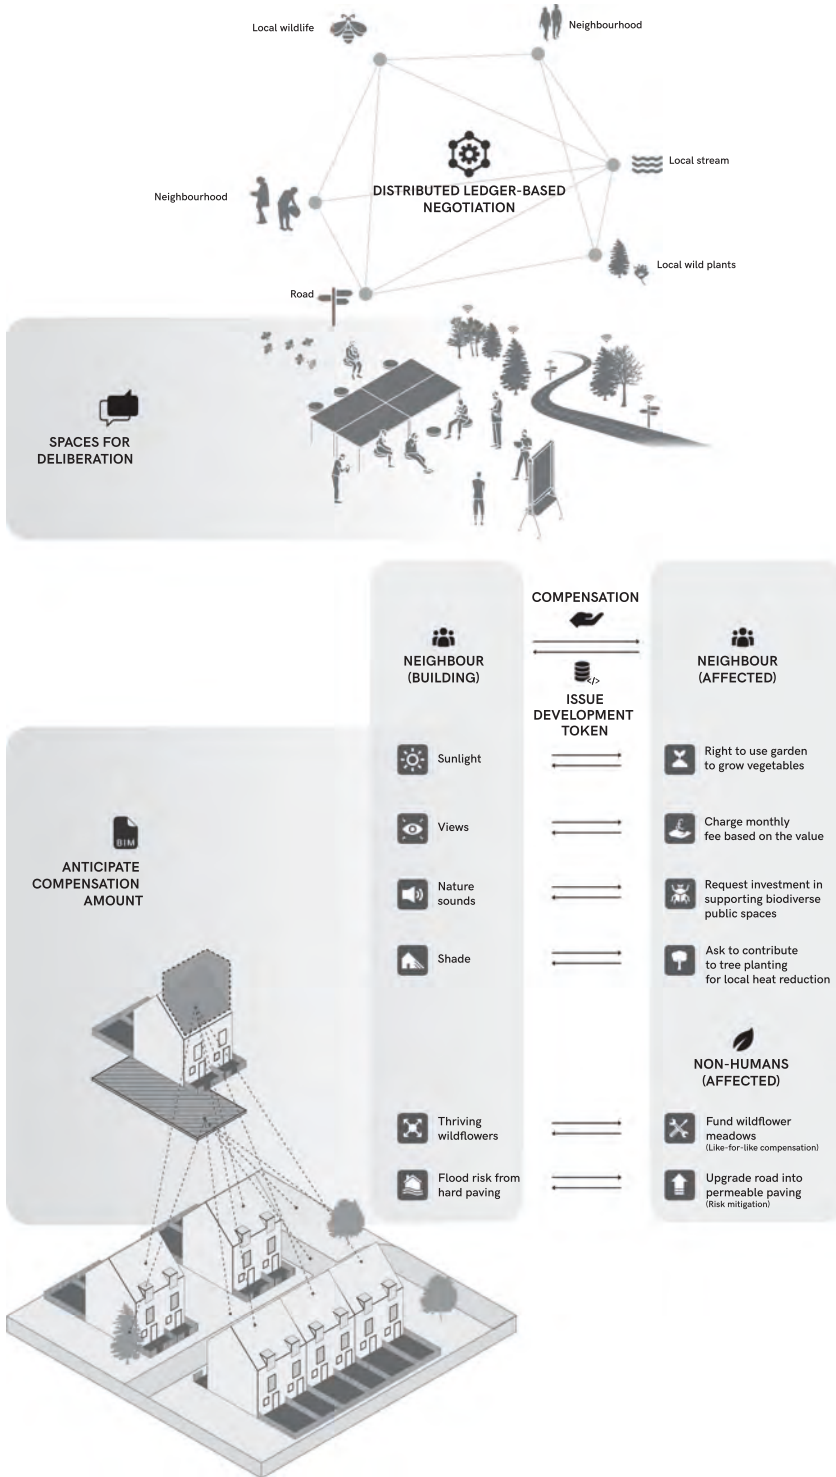 Local wildlife
Neighbourhood
Local stream
DISTRIBUTED LEDGER-BASED
NEGOTIATION
Neighbourhood
Local wild plants
Road
SPACES FOR
DELIBERATION
COMPENSATION
NEIGHBOUR
(BUILDING)
NEIGHBOUR
(AFFECTED)
</>
ISSUE
DEVELOPMENT
TOKEN
Sunlight
Right to use garden
to grow vegetables
Views
£
Charge monthly
fee based on the value
BIM
ANTICIPATE
COMPENSATION
AMOUNT
Nature
sounds
Request investment in
supporting biodiverse
public spaces
Shade
Ask to contribute
to tree planting
for local heat reduction
NON-HUMANS
(AFFECTED)
Thriving
wildflowers
Fund wildflower
meadows
(Like-for-like compensation)
Flood risk from
hard paving
Upgrade road into
permeable paving
(Risk mitigation)